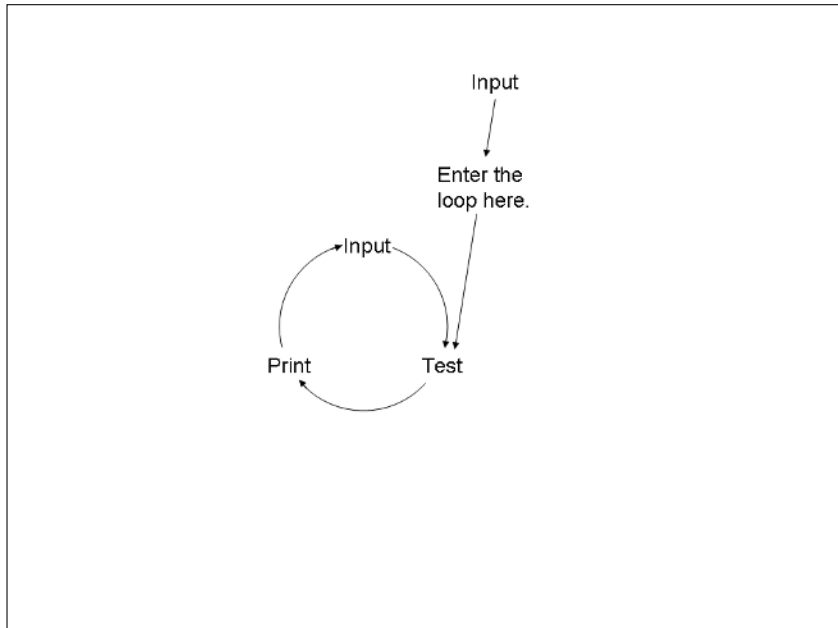 Input
Enter the
loop here.
Input
Print
Test